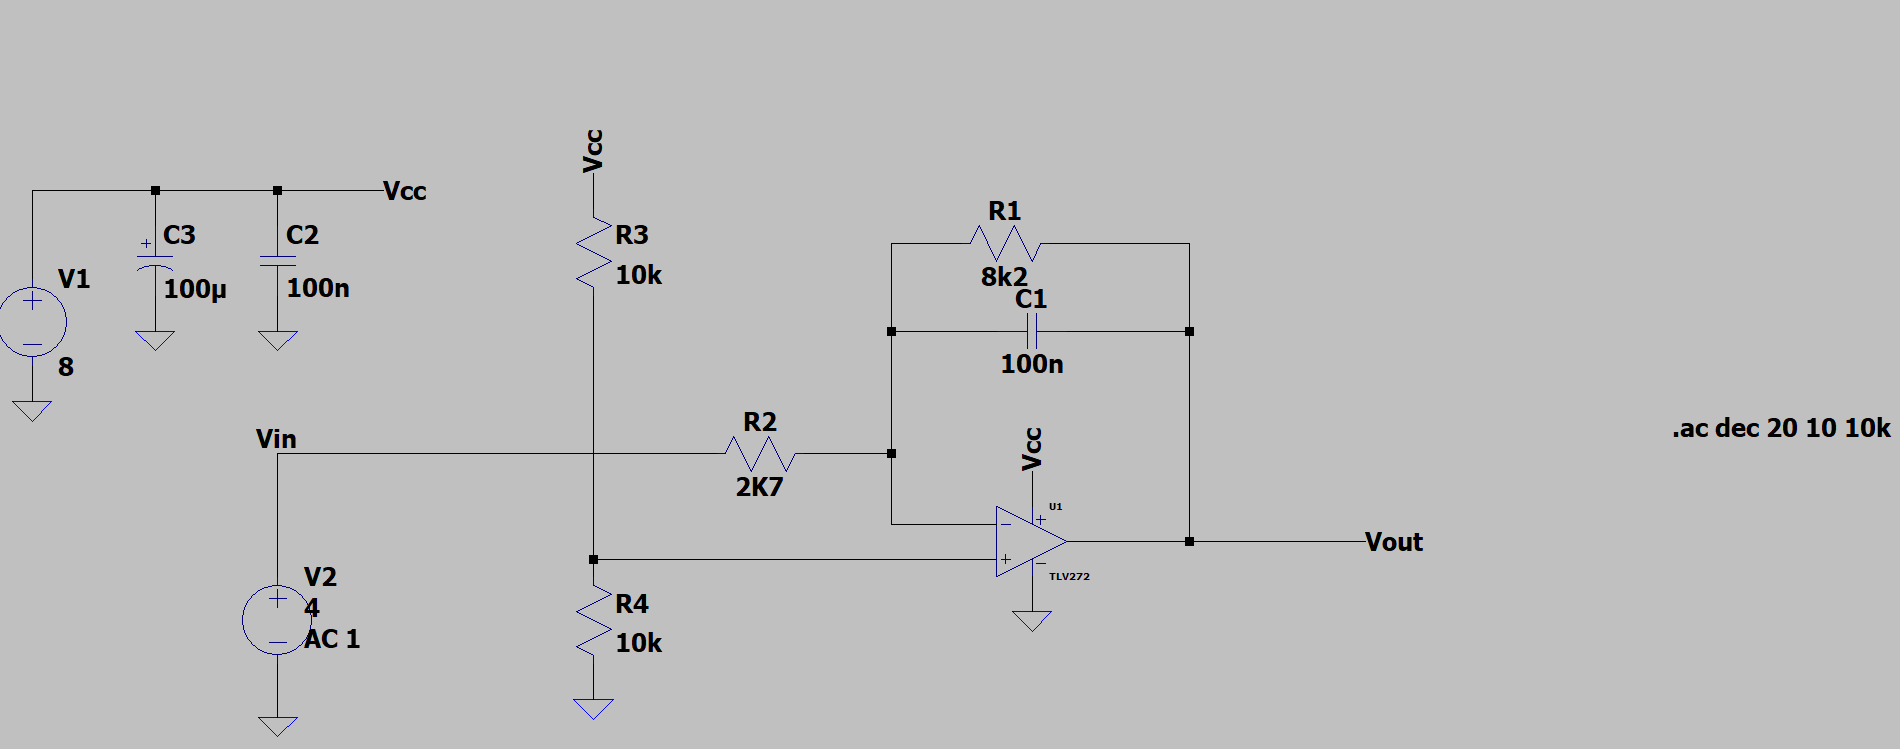 Vcc
Vcc
C3
100µ
C2
100n
V1
8
R3
10k
R1
8k2
C1
100n
R2
2K7
Vin
Vcc
U1
TLV272
Vout
V2
4
AC 1
R4
10k
.ac dec 20 10 10k